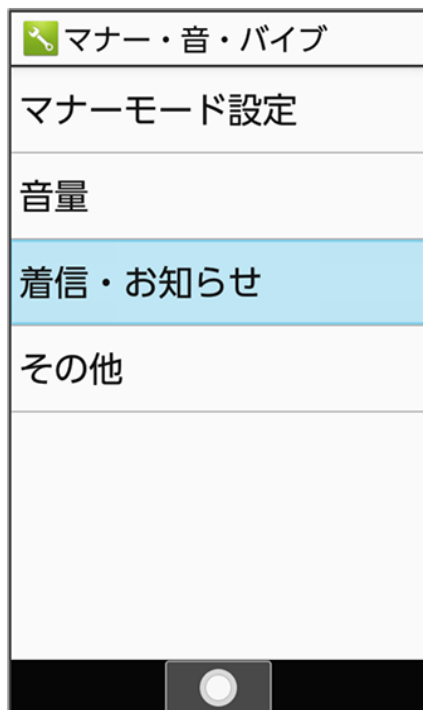 マナー・音・バイブ
マナーモード設定
音量
着信・お知らせ
その他